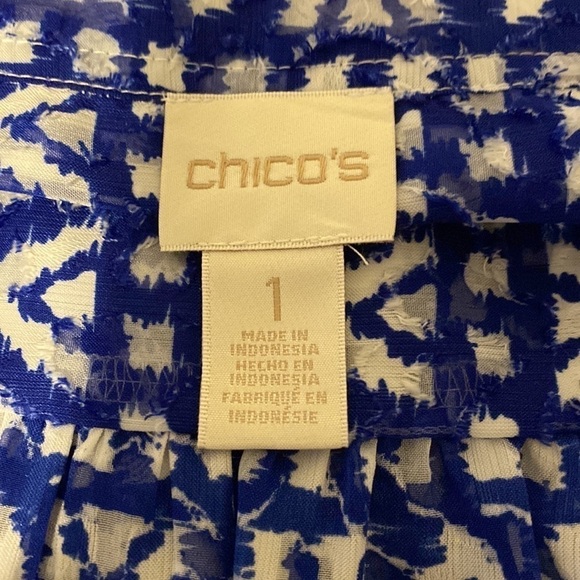 chico's
1
MADE IN
INDONESIA
HECHO EN
INDONESIA
FABRIQUÉ EN
INDONÉSIE